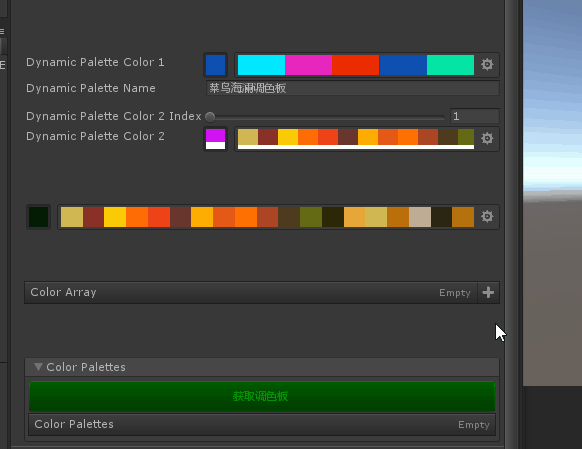 Dynamic Palette Color 1
Dynamic Palette Name 菜鸟海澜调色板
Dynamic Palette Color 2 Index 1
Dynamic Palette Color 2
Color Array Empty
Color Palettes
获取调色板
Color Palettes Empty